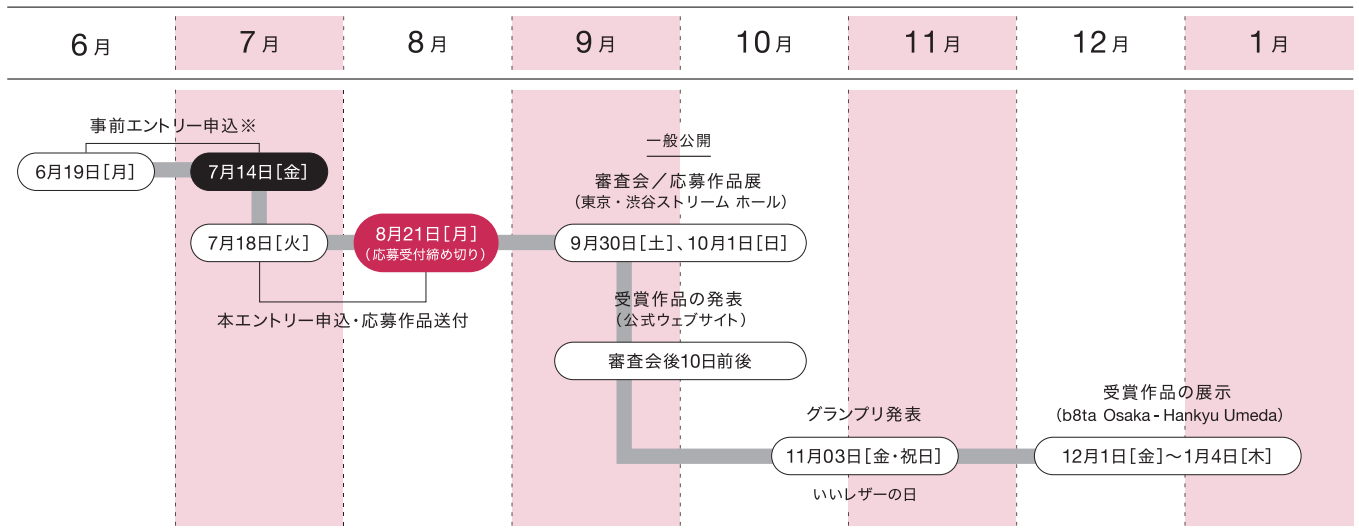 6月 7月 8月 9月 10月 11月 12月 1月
事前エントリー申込※
6月19日[月]
7月14日[金]
7月18日[火]
8月21日[月]
(応募受付締め切り)
本エントリー申込・応募作品送付
一般公開
審査会／応募作品展
(東京・渋谷ストリーム ホール)
9月30日[土]、10月1日[日]
受賞作品の発表
(公式ウェブサイト)
審査会後10日前後
グランプリ発表
11月03日[金・祝日]
いいレザーの日
受賞作品の展示
(b8ta Osaka - Hankyu Umeda)
12月1日[金]～1月4日[木]